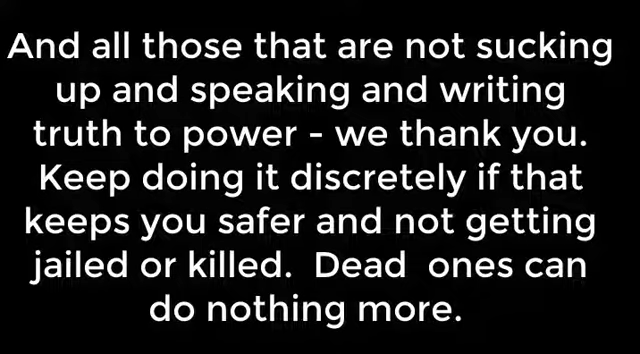 And all those that are not sucking
up and speaking and writing
truth to power - we thank you.
Keep doing it discretely if that
keeps you safer and not getting
jailed or killed.  Dead  ones can
do nothing more.